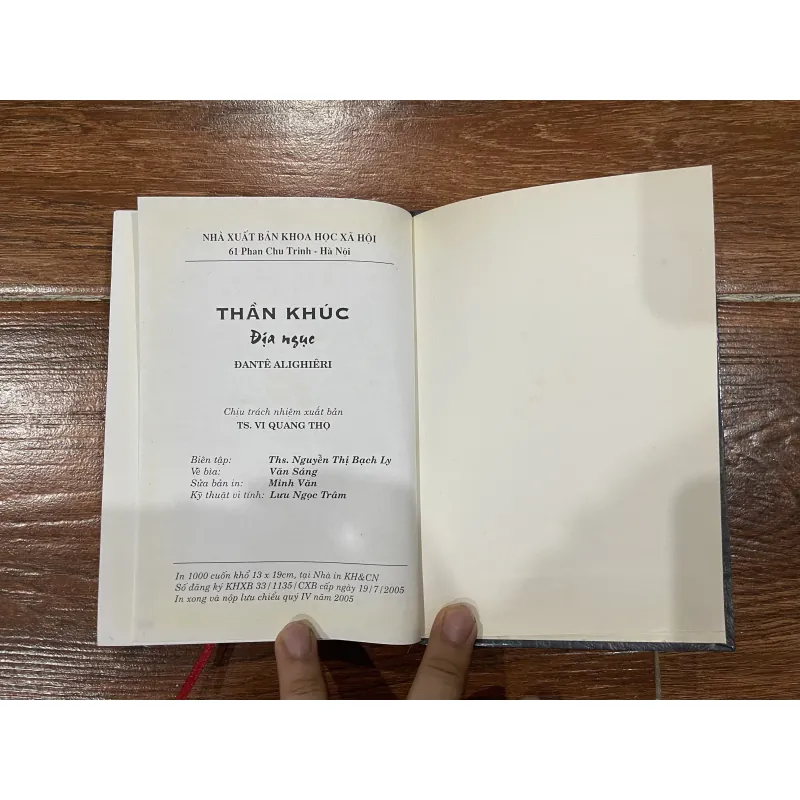 NHÀ XUẤT BẢN KHOA HỌC XÃ HỘI
61 Phan Chu Trinh - Hà Nội
THẦN KHÚC
Địa ngục
ĐANTÊ ALIGHIÊRI
Chịu trách nhiệm xuất bản
TS. VI QUANG THỌ
Biên tập: Ths. Nguyễn Thị Bạch Ly
Vẽ bìa: Văn Sáng
Sửa bản in: Minh Văn
Kỹ thuật vi tính: Lưu Ngọc Trâm
In 1000 cuốn khổ 13 x 19cm, tại Nhà in KH&CN
Số đăng ký KHXB 33/1135/CXB cấp ngày 19/7/2005
In xong và nộp lưu chiểu quý IV năm 2005